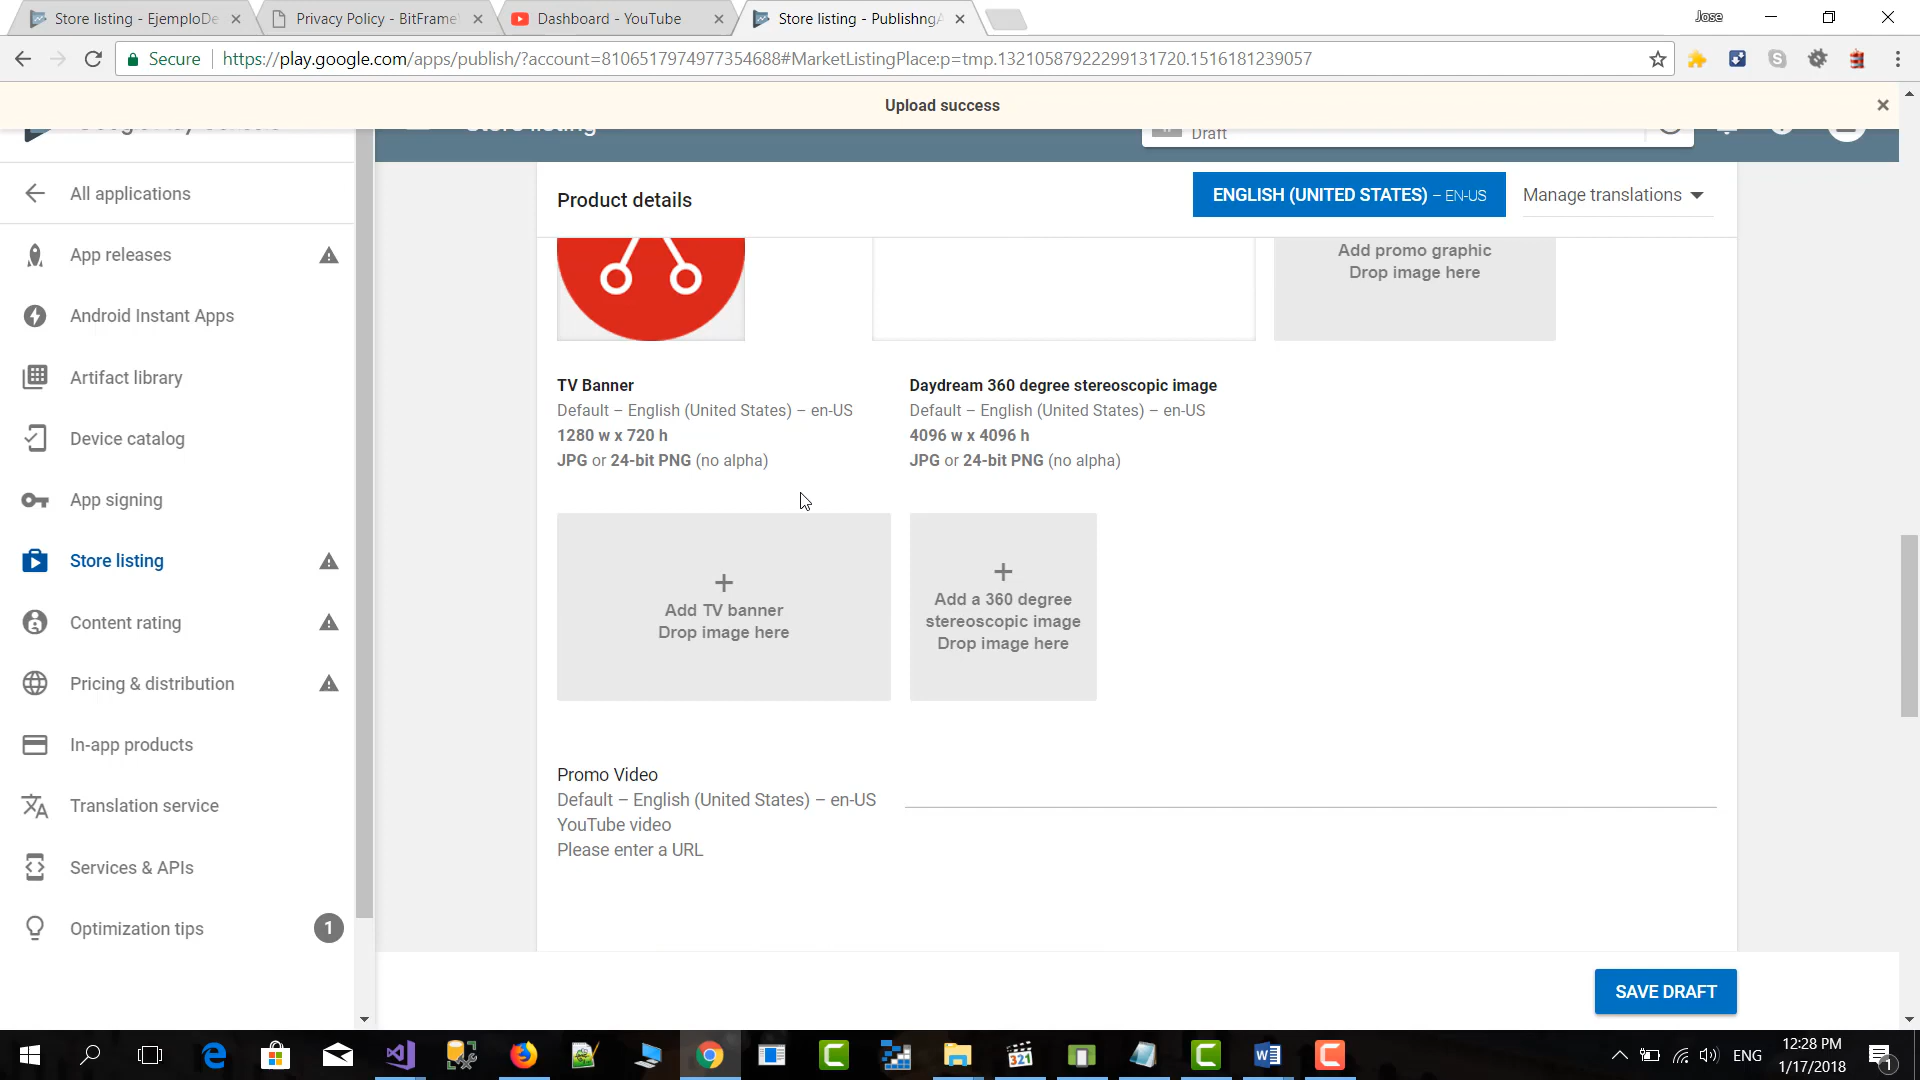 Store listing - EjemploDe
Privacy Policy - BitFrame
Dashboard - YouTube
Store listing - PublishngA
Jose
Secure
https://play.google.com/apps/publish/?account=8106517974977354688#MarketListingPlace:p=tmp.13210587922299131720.1516181239057
Upload success
Store listing
Draft
All applications
App releases
Android Instant Apps
Artifact library
Device catalog
App signing
Store listing
Content rating
Pricing & distribution
In-app products
Translation service
Services & APIs
Optimization tips
1
Product details
ENGLISH (UNITED STATES) – EN-US
Manage translations
Add promo graphic
Drop image here
TV Banner
Default – English (United States) – en-US
1280 w x 720 h
JPG or 24-bit PNG (no alpha)
Daydream 360 degree stereoscopic image
Default – English (United States) – en-US
4096 w x 4096 h
JPG or 24-bit PNG (no alpha)
+
Add TV banner
Drop image here
+
Add a 360 degree
stereoscopic image
Drop image here
Promo Video
Default – English (United States) – en-US
YouTube video
Please enter a URL
SAVE DRAFT
321
ENG
12:28 PM
1/17/2018
1